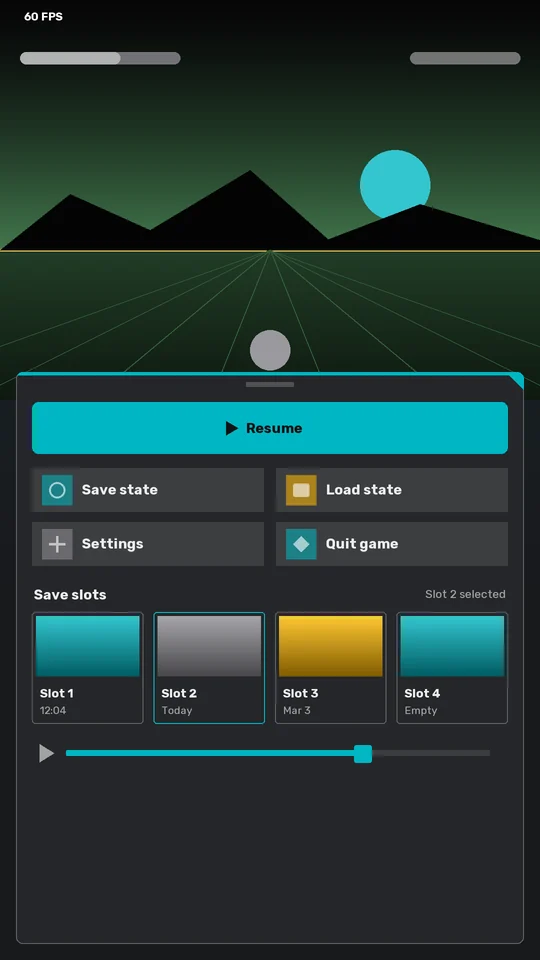 60 FPS
Resume
Save state
Load state
Settings
Quit game
Save slots
Slot 2 selected
Slot 1
12:04
Slot 2
Today
Slot 3
Mar 3
Slot 4
Empty